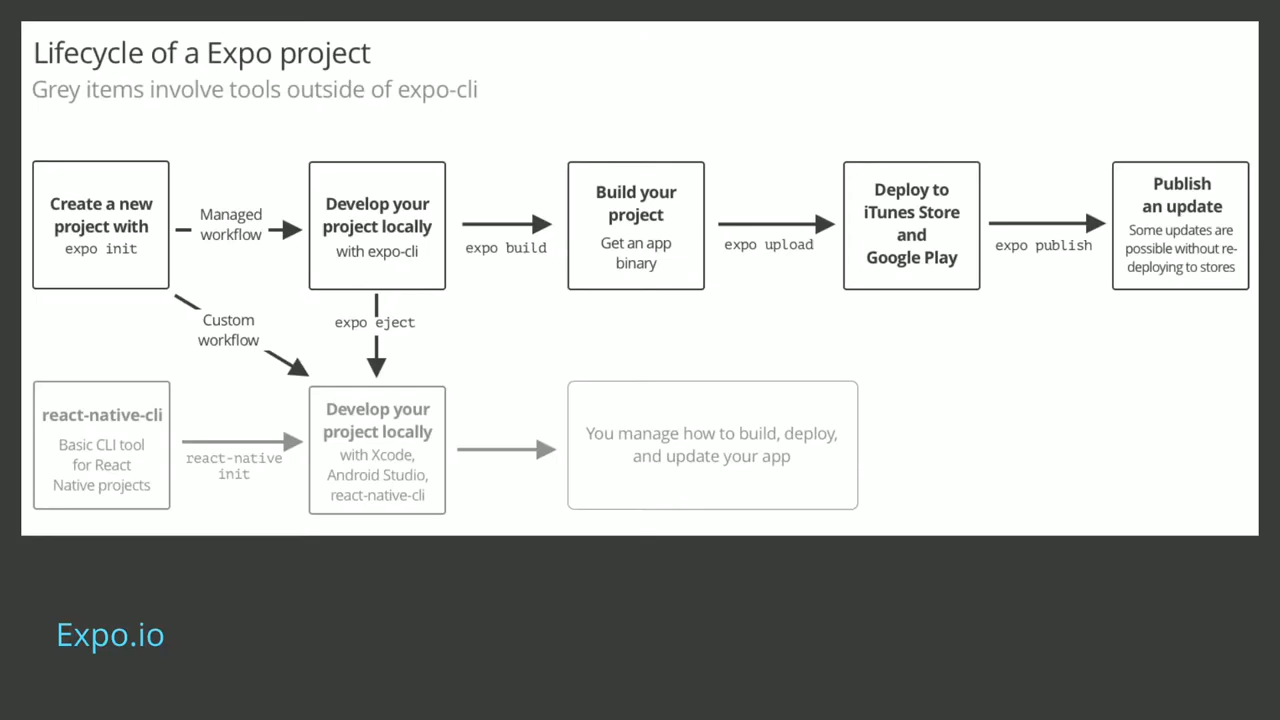 Lifecycle of a Expo project
Grey items involve tools outside of expo-cli
Create a new
project with
expo init
Managed
workflow
Develop your
project locally
with expo-cli
expo build
Build your
project
Get an app
binary
expo upload
Deploy to
iTunes Store
and
Google Play
expo publish
Publish
an update
Some updates are
possible without re-
deploying to stores
Custom
workflow
expo eject
react-native-cli
Basic CLI tool
for React
Native projects
react-native
init
Develop your
project locally
with Xcode,
Android Studio,
react-native-cli
You manage how to build, deploy,
and update your app
Expo.io